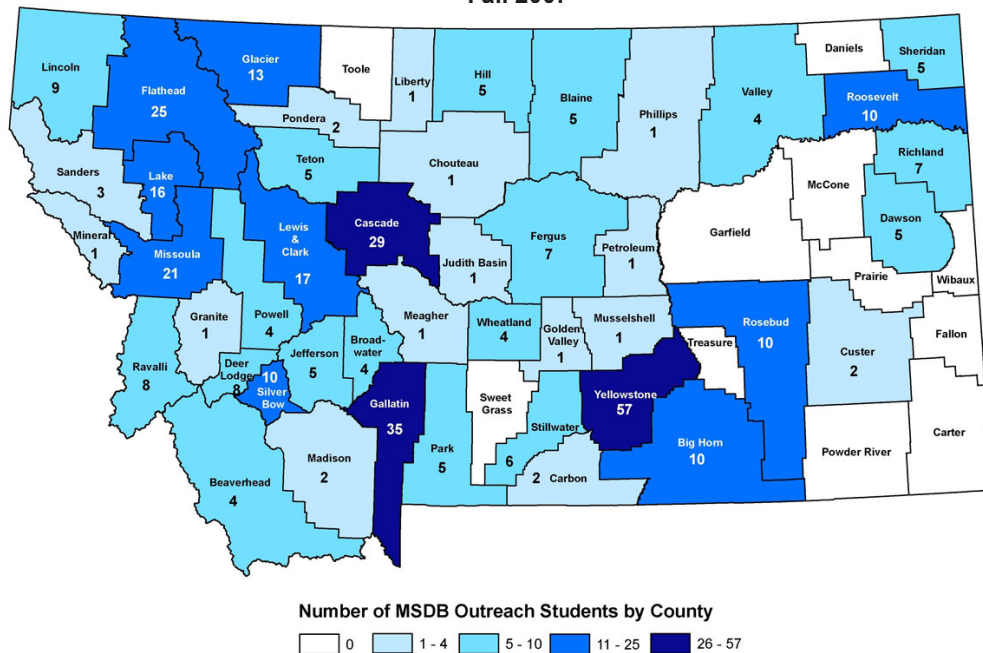 Fall 2007
Lincoln
9
Flathead
25
Glacier
13
Toole
Liberty
1
Hill
5
Blaine
5
Phillips
1
Valley
4
Daniels
Sheridan
5
Roosevelt
10
Pondera 2
Teton
5
Chouteau
1
Sanders
3
Lake
16
Mineral
1
Missoula
21
Lewis
&
Clark
17
Cascade
29
Judith Basin
1
Fergus
7
Petroleum
1
Garfield
McCone
Richland
7
Dawson
5
Prairie
Wibaux
Granite
1
Powell
4
Ravalli
8
Deer
Lodge
8
10
Silver
Bow
Jefferson
5
Broad-
water
4
Meagher
1
Wheatland
4
Golden
Valley
1
Musselshell
1
Treasure
Rosebud
10
Custer
2
Fallon
Gallatin
35
Sweet
Grass
Stillwater
6
Yellowstone
57
Big Horn
10
Powder River
Carter
Beaverhead
4
Madison
2
Park
5
2 Carbon
Number of MSDB Outreach Students by County
0 1 - 4 5 - 10 11 - 25 26 - 57